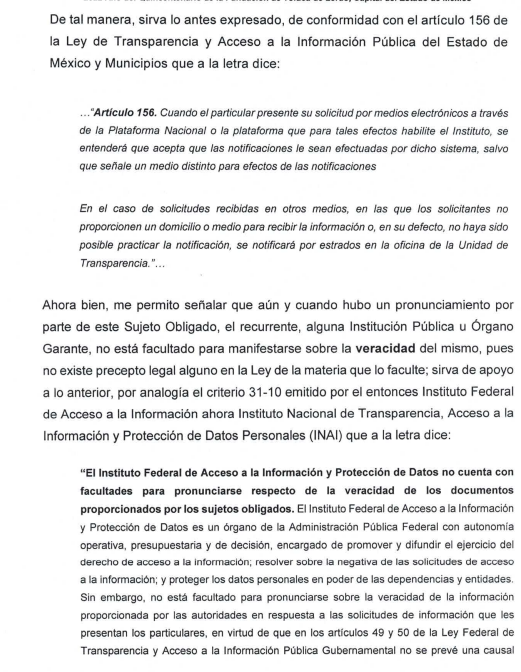 De tal manera, sirva lo antes expresado, de conformidad con el artículo 156 de
la Ley de Transparencia y Acceso a la Información Pública del Estado de
México y Municipios que a la letra dice:
…"Artículo 156. Cuando el particular presente su solicitud por medios electrónicos a través
de la Plataforma Nacional o la plataforma que para tales efectos habilite el Instituto, se
entenderá que acepta que las notificaciones le sean efectuadas por dicho sistema, salvo
que señale un medio distinto para efectos de las notificaciones
En el caso de solicitudes recibidas en otros medios, en las que los solicitantes no
proporcionen un domicilio o medio para recibir la información o, en su defecto, no haya sido
posible practicar la notificación, se notificará por estrados en la oficina de la Unidad de
Transparencia."…
Ahora bien, me permito señalar que aún y cuando hubo un pronunciamiento por
parte de este Sujeto Obligado, el recurrente, alguna Institución Pública u Órgano
Garante, no está facultado para manifestarse sobre la veracidad del mismo, pues
no existe precepto legal alguno en la Ley de la materia que lo faculte; sirva de apoyo
a lo anterior, por analogía el criterio 31-10 emitido por el entonces Instituto Federal
de Acceso a la Información ahora Instituto Nacional de Transparencia, Acceso a la
Información y Protección de Datos Personales (INAI) que a la letra dice:
"El Instituto Federal de Acceso a la Información y Protección de Datos no cuenta con
facultades para pronunciarse respecto de la veracidad de los documentos
proporcionados por los sujetos obligados. El Instituto Federal de Acceso a la Información
y Protección de Datos es un órgano de la Administración Pública Federal con autonomía
operativa, presupuestaria y de decisión, encargado de promover y difundir el ejercicio del
derecho de acceso a la información; resolver sobre la negativa de las solicitudes de acceso
a la información; y proteger los datos personales en poder de las dependencias y entidades.
Sin embargo, no está facultado para pronunciarse sobre la veracidad de la información
proporcionada por las autoridades en respuesta a las solicitudes de información que les
presentan los particulares, en virtud de que en los artículos 49 y 50 de la Ley Federal de
Transparencia y Acceso a la Información Pública Gubernamental no se prevé una causal